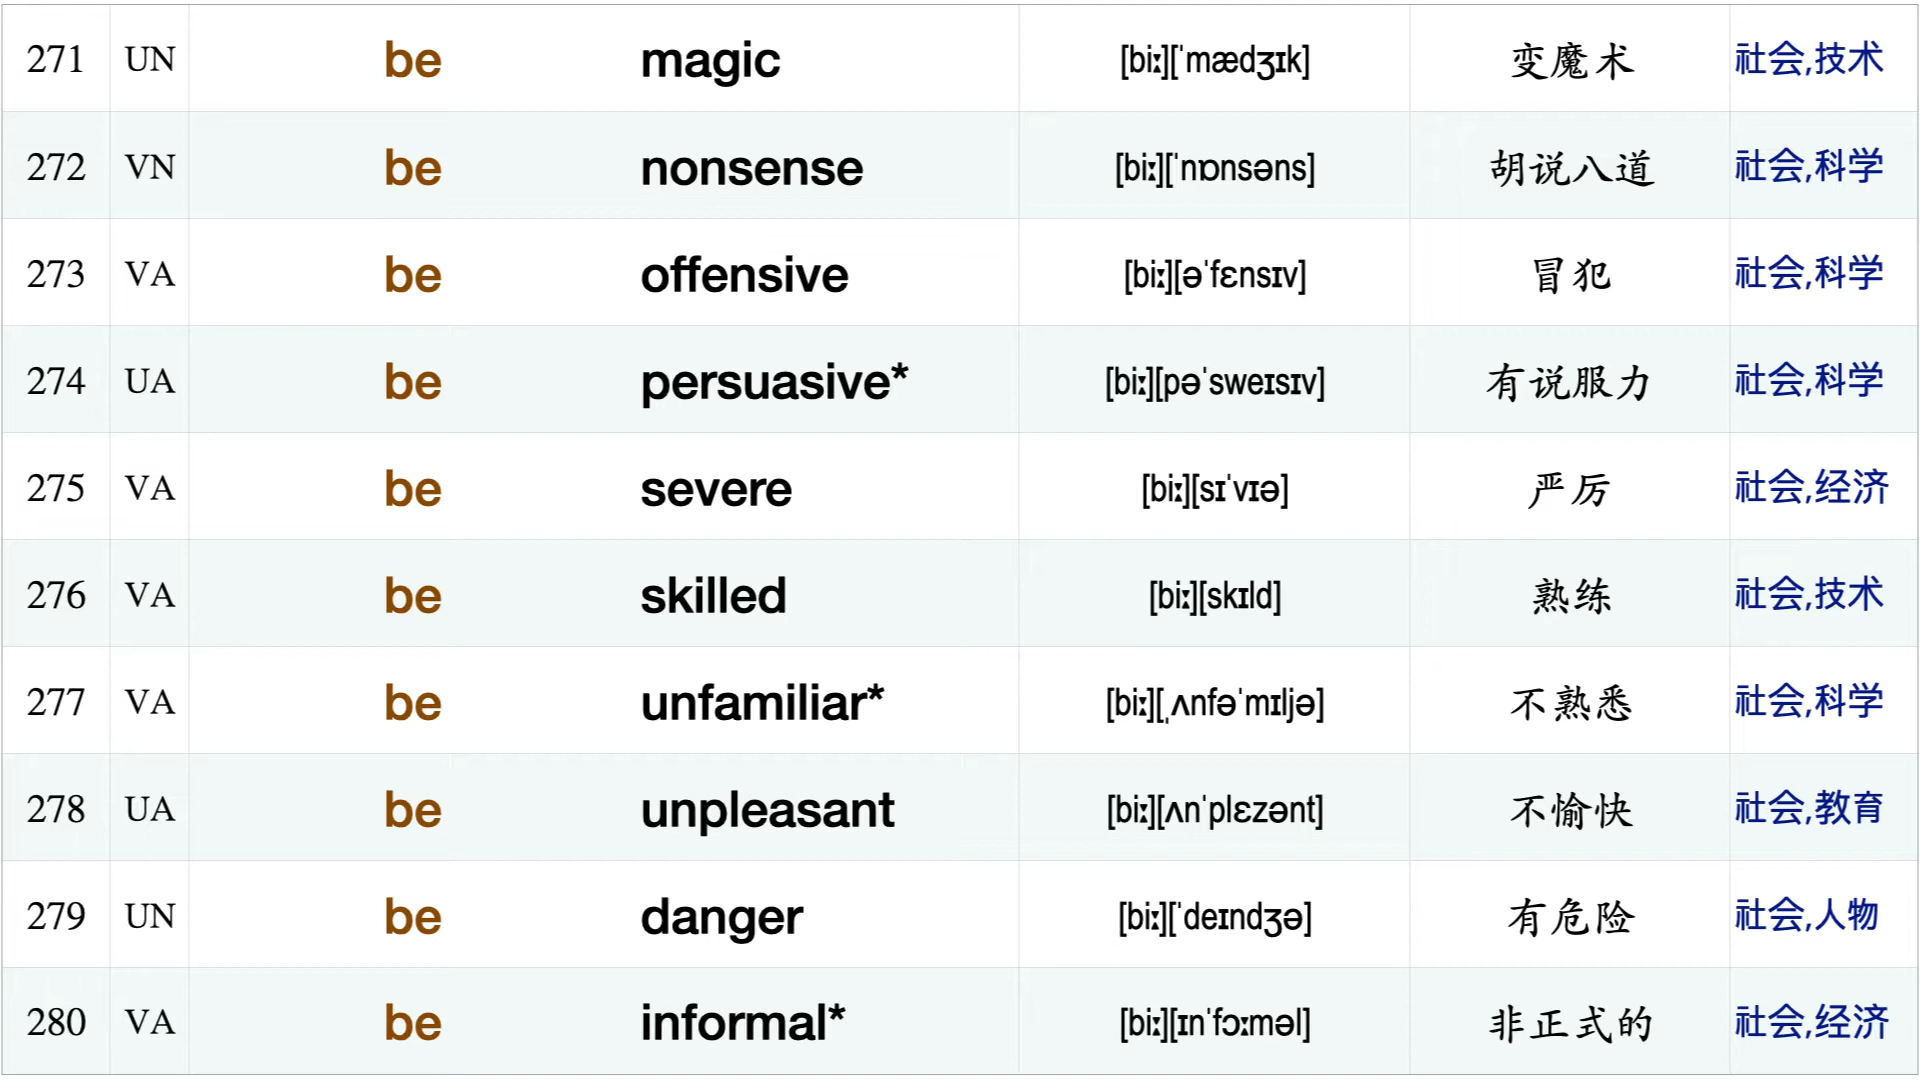 271 UN be magic [biː][ˈmædʒɪk] 变魔术 社会,技术
272 VN be nonsense [biː][ˈnɒnsəns] 胡说八道 社会,科学
273 VA be offensive [biː][əˈfɛnsɪv] 冒犯 社会,科学
274 UA be persuasive* [biː][pəˈsweɪsɪv] 有说服力 社会,科学
275 VA be severe [biː][sɪˈvɪə] 严厉 社会,经济
276 VA be skilled [biː][skɪld] 熟练 社会,技术
277 VA be unfamiliar* [biː][ˌʌnfəˈmɪljə] 不熟悉 社会,科学
278 UA be unpleasant [biː][ʌnˈplɛzənt] 不愉快 社会,教育
279 UN be danger [biː][ˈdeɪndʒə] 有危险 社会,人物
280 VA be informal* [biː][ɪnˈfɔːməl] 非正式的 社会,经济